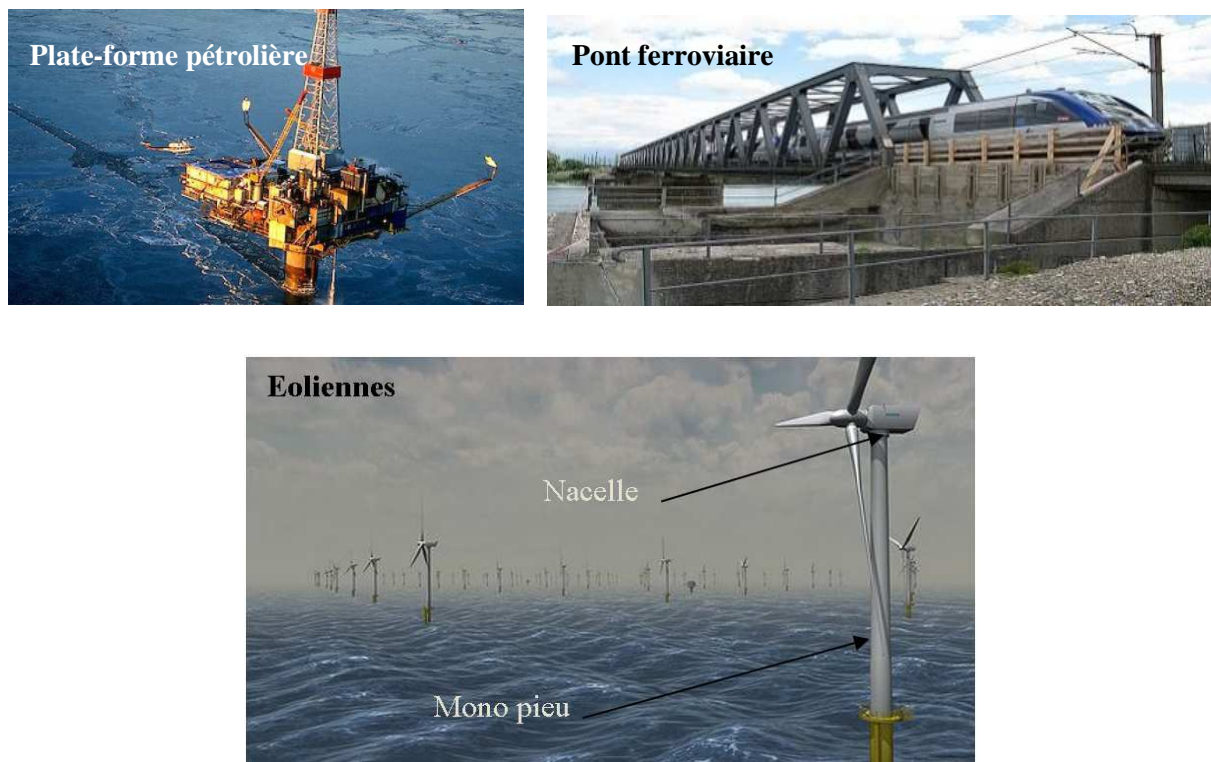 Plate-forme pétrolière
Pont ferroviaire
Eoliennes
Nacelle
Mono pieu